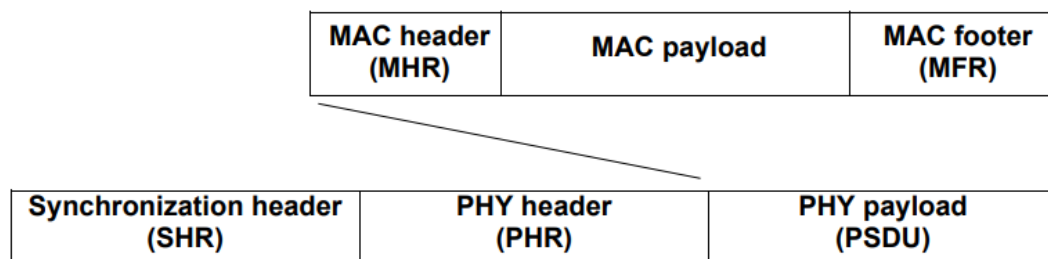 MAC header
(MHR)
MAC payload
MAC footer
(MFR)
Synchronization header
(SHR)
PHY header
(PHR)
PHY payload
(PSDU)